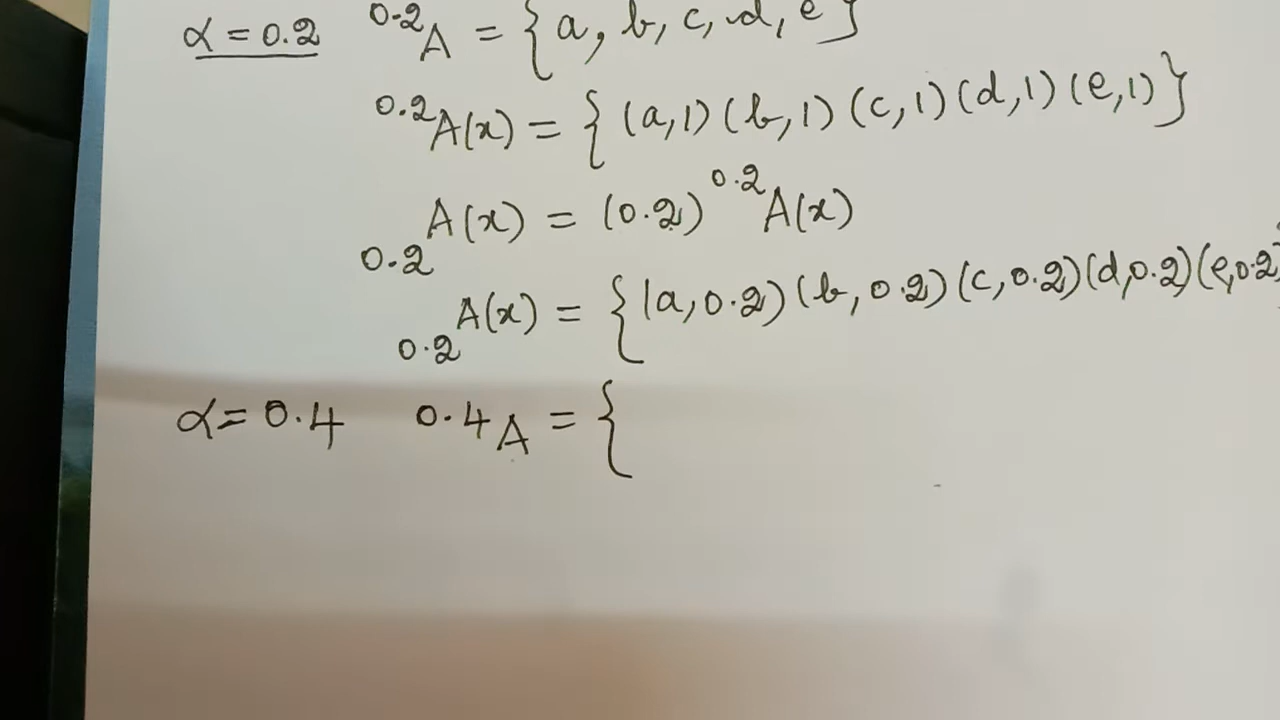 α = 0.2 0.2A = {a, b, c, d, e}
0.2A(x) = {(a,1) (b,1) (c,1) (d,1) (e,1)}
0.2A(x) = (0.2) 0.2A(x)
0.2A(x) = {(a,0.2) (b,0.2) (c,0.2) (d,0.2) (e,0.2)
α = 0.4 0.4A = {